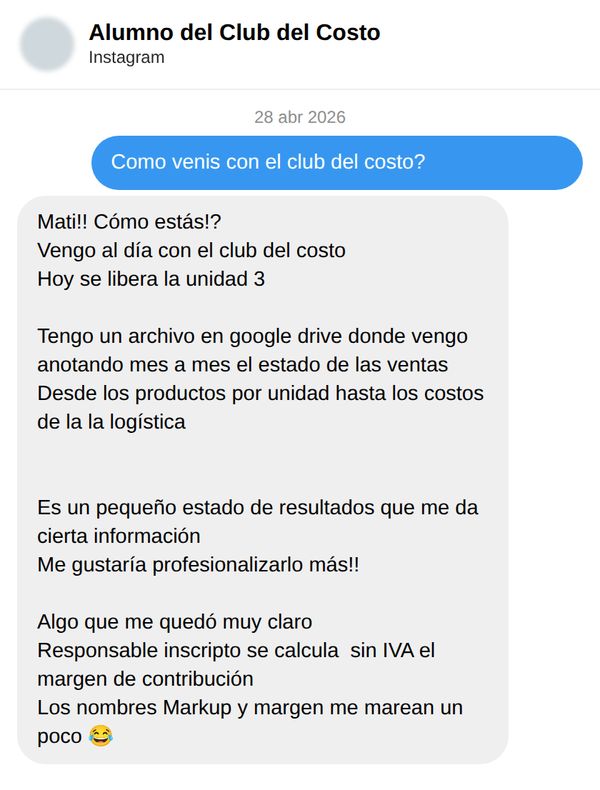 Alumno del Club del Costo
Instagram
28 abr 2026
Como venis con el club del costo?
Mati!! Cómo estás!?
Vengo al día con el club del costo
Hoy se libera la unidad 3
Tengo un archivo en google drive donde vengo
anotando mes a mes el estado de las ventas
Desde los productos por unidad hasta los costos
de la la logística
Es un pequeño estado de resultados que me da
cierta información
Me gustaría profesionalizarlo más!!
Algo que me quedó muy claro
Responsable inscripto se calcula  sin IVA el
margen de contribución
Los nombres Markup y margen me marean un
poco 😂